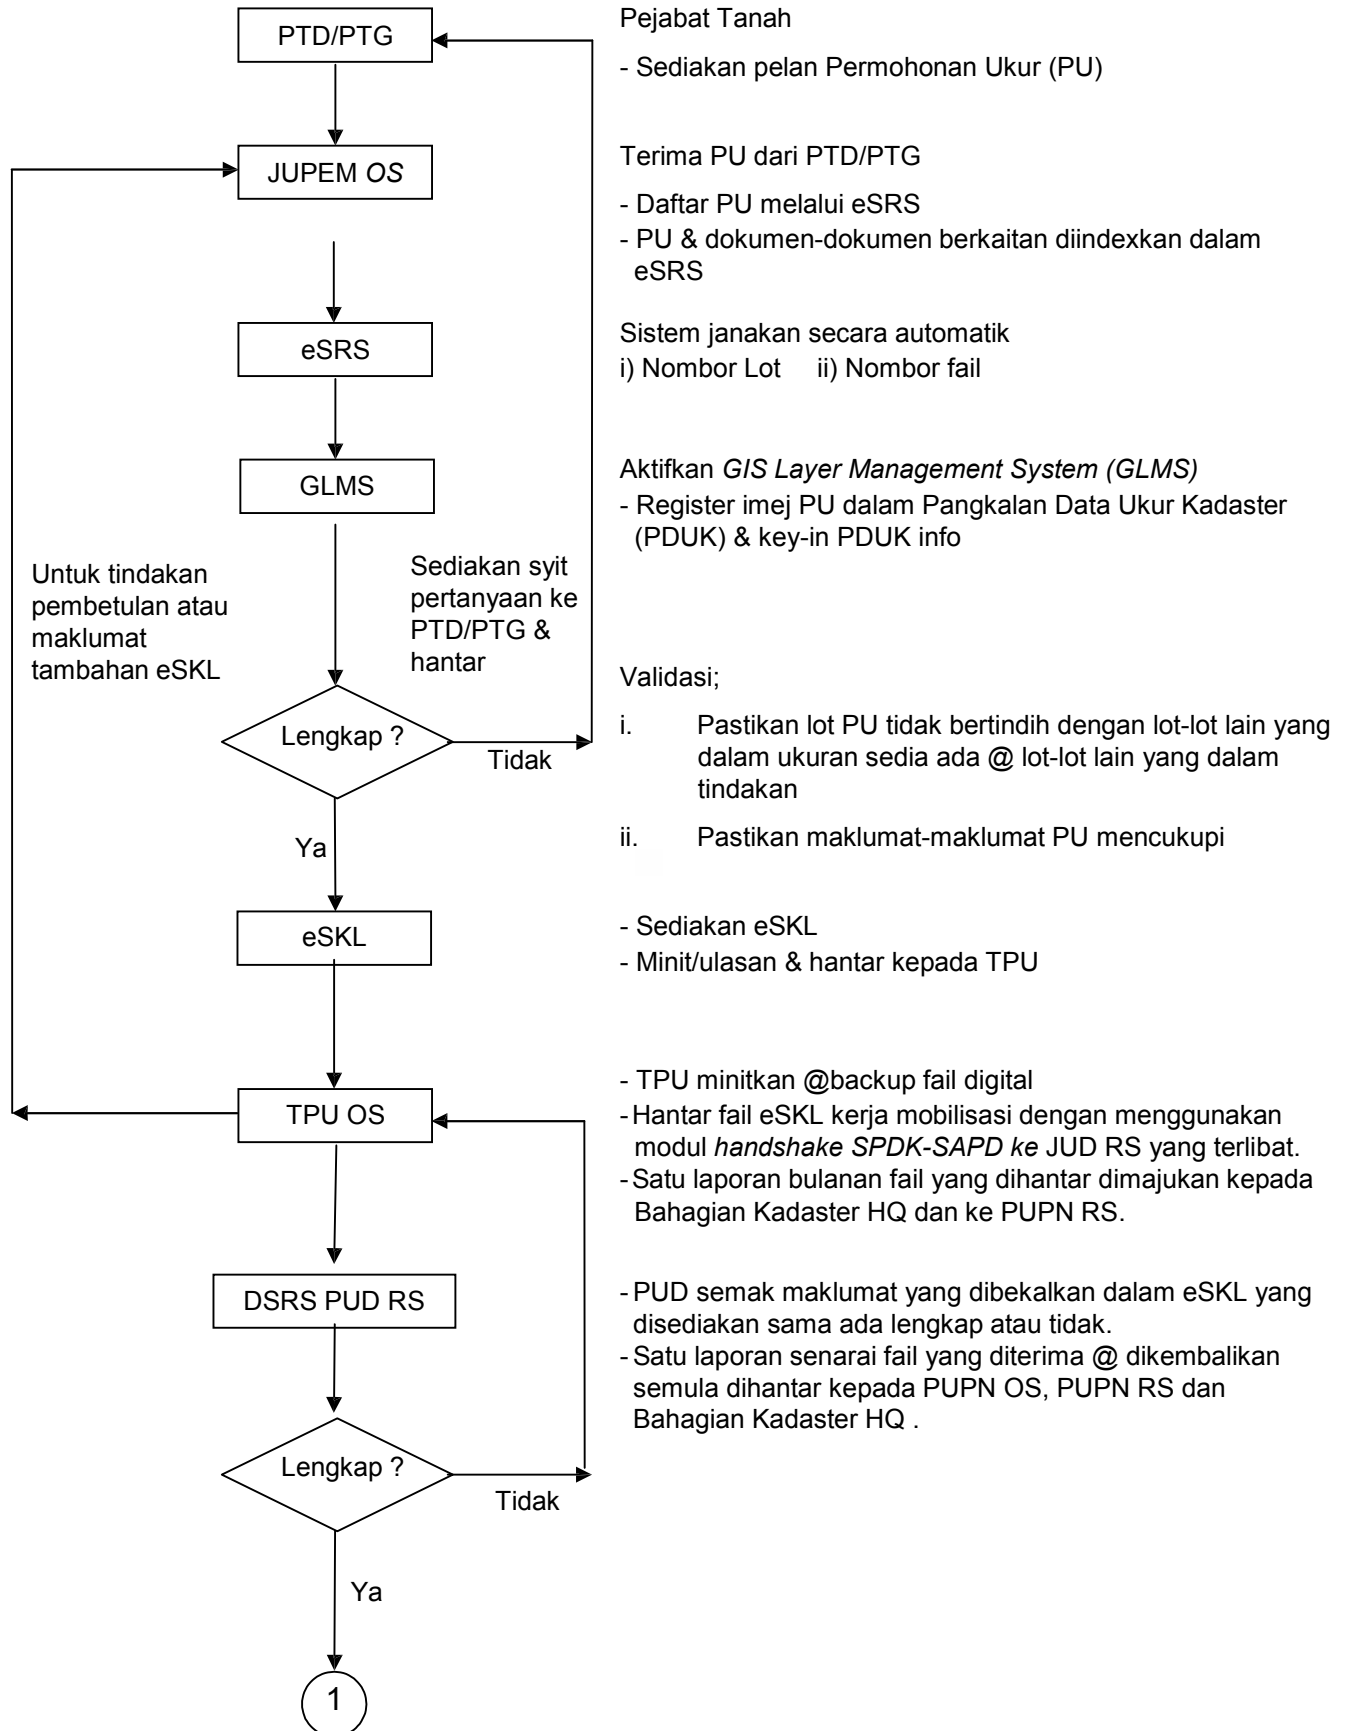 PTD/PTG
Pejabat Tanah
- Sediakan pelan Permohonan Ukur (PU)
JUPEM OS
Terima PU dari PTD/PTG
- Daftar PU melalui eSRS
- PU & dokumen-dokumen berkaitan diindexkan dalam
eSRS
eSRS
Sistem janakan secara automatik
i) Nombor Lot ii) Nombor fail
GLMS
Aktifkan GIS Layer Management System (GLMS)
- Register imej PU dalam Pangkalan Data Ukur Kadaster
(PDUK) & key-in PDUK info
Untuk tindakan
pembetulan atau
maklumat
tambahan eSKL
Sediakan syit
pertanyaan ke
PTD/PTG &
hantar
Lengkap ?
Tidak
Ya
Validasi;
i. Pastikan lot PU tidak bertindih dengan lot-lot lain yang
dalam ukuran sedia ada @ lot-lot lain yang dalam
tindakan
ii. Pastikan maklumat-maklumat PU mencukupi
eSKL
- Sediakan eSKL
- Minit/ulasan & hantar kepada TPU
TPU OS
- TPU minitkan @backup fail digital
- Hantar fail eSKL kerja mobilisasi dengan menggunakan
modul handshake SPDK-SAPD ke JUD RS yang terlibat.
- Satu laporan bulanan fail yang dihantar dimajukan kepada
Bahagian Kadaster HQ dan ke PUPN RS.
DSRS PUD RS
- PUD semak maklumat yang dibekalkan dalam eSKL yang
disediakan sama ada lengkap atau tidak.
- Satu laporan senarai fail yang diterima @ dikembalikan
semula dihantar kepada PUPN OS, PUPN RS dan
Bahagian Kadaster HQ .
Lengkap ?
Tidak
Ya
1